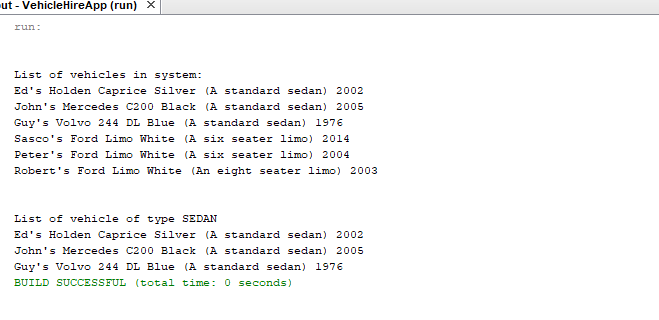 ut - VehicleHireApp (run) ×
run:
List of vehicles in system:
Ed's Holden Caprice Silver (A standard sedan) 2002
John's Mercedes C200 Black (A standard sedan) 2005
Guy's Volvo 244 DL Blue (A standard sedan) 1976
Sasco's Ford Limo White (A six seater limo) 2014
Peter's Ford Limo White (A six seater limo) 2004
Robert's Ford Limo White (An eight seater limo) 2003
List of vehicle of type SEDAN
Ed's Holden Caprice Silver (A standard sedan) 2002
John's Mercedes C200 Black (A standard sedan) 2005
Guy's Volvo 244 DL Blue (A standard sedan) 1976
BUILD SUCCESSFUL (total time: 0 seconds)